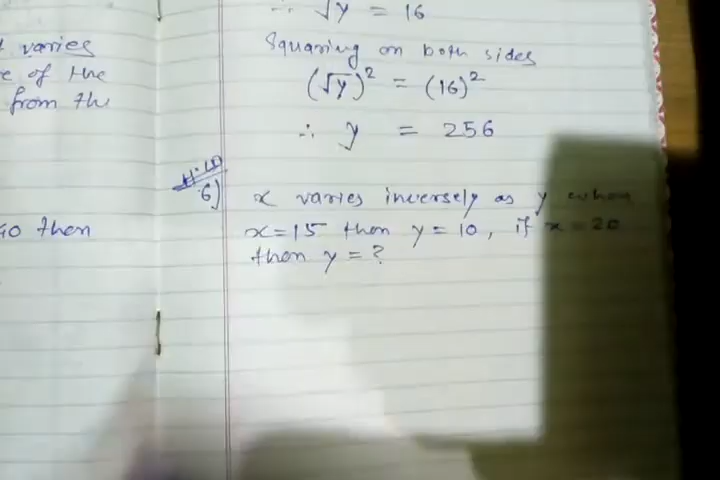 t varies
e of the
from the
40 then
∴ √y = 16
Squaring on both sides
(√y)² = (16)²
∴ y = 256
H.W
6) x varies inversely as y when
x=15 then y=10, if x=20
then y=?